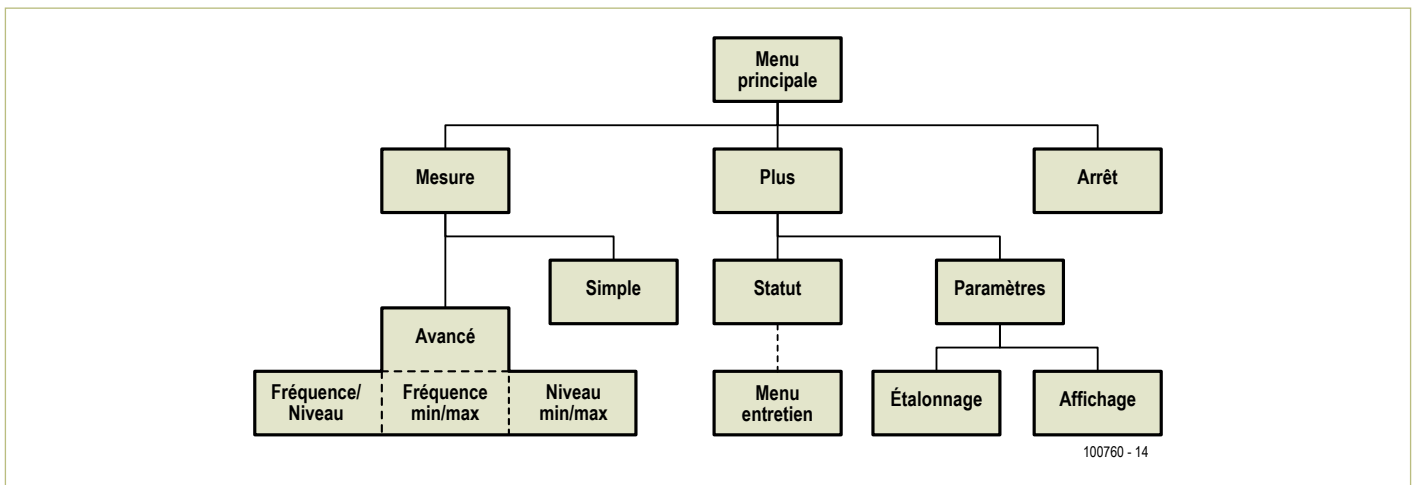 Menu
principale
Mesure
Plus
Arrêt
Simple
Statut
Paramètres
Avancé
Fréquence/
Niveau
Fréquence
min/max
Niveau
min/max
Menu
entretien
Étalonnage
Affichage
100760 - 14